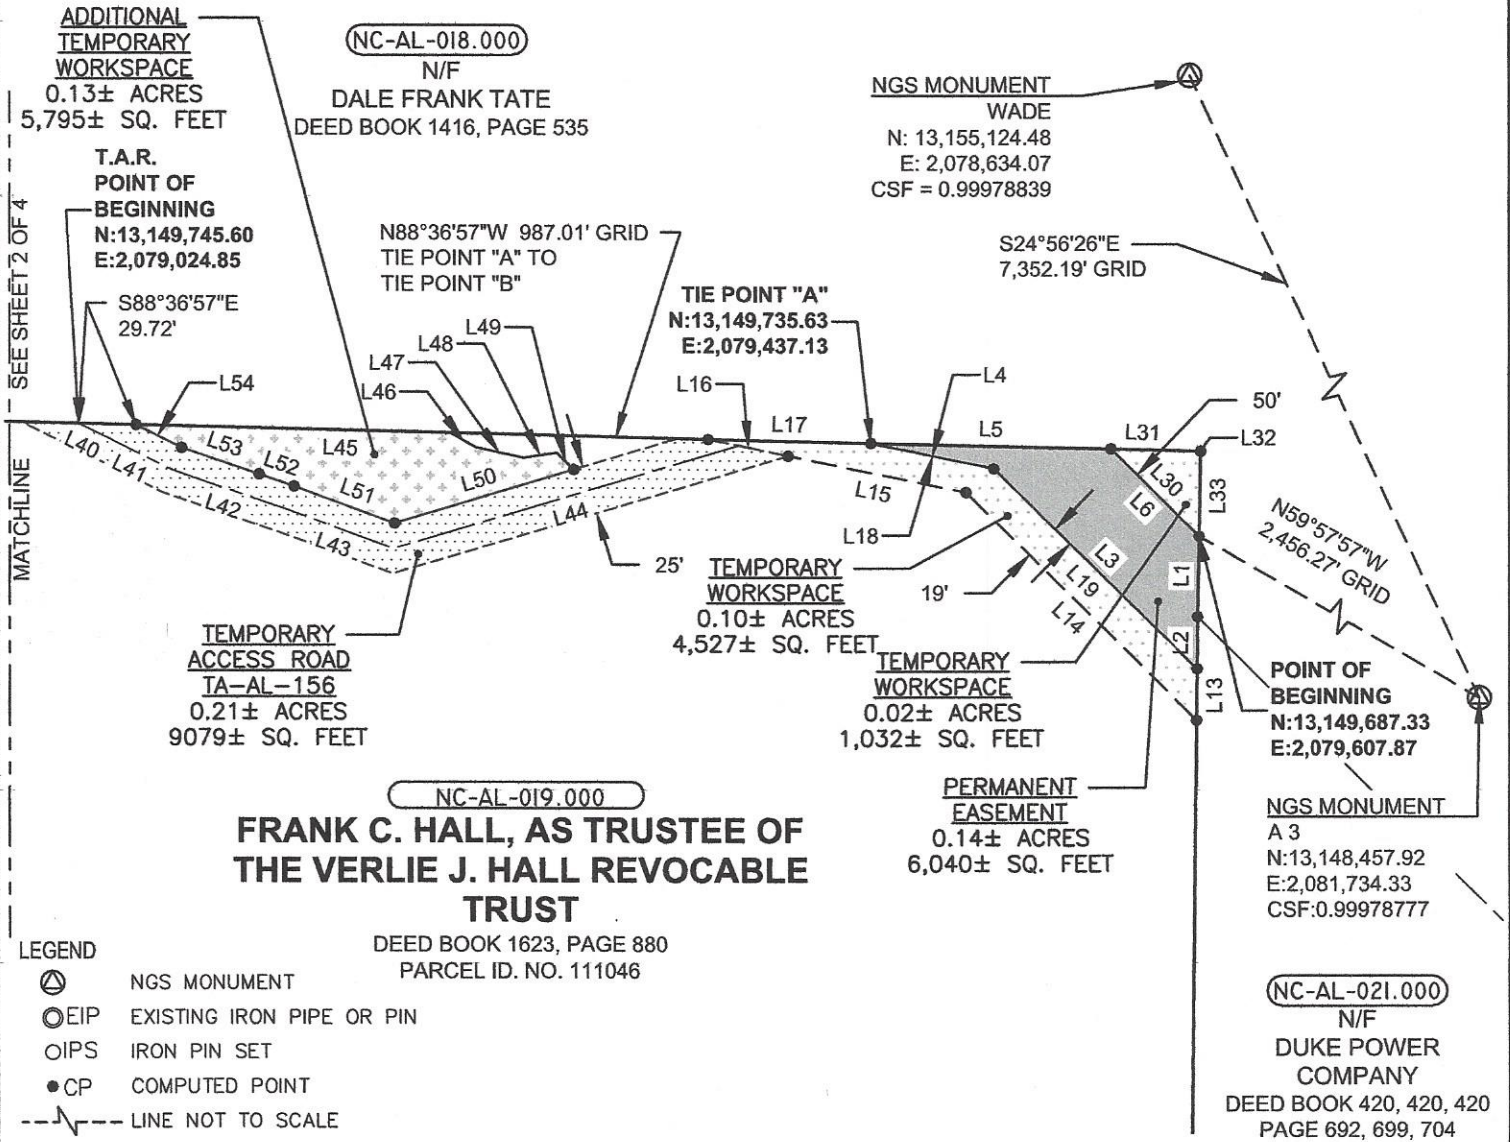 ADDITIONAL
TEMPORARY
WORKSPACE
0.13± ACRES
5,795± SQ. FEET
NC-AL-018.000
N/F
DALE FRANK TATE
DEED BOOK 1416, PAGE 535
NGS MONUMENT
WADE
N: 13,155,124.48
E: 2,078,634.07
CSF = 0.99978839
T.A.R.
POINT OF
BEGINNING
N:13,149,745.60
E:2,079,024.85
S88°36'57"E
29.72'
N88°36'57"W 987.01' GRID
TIE POINT "A" TO
TIE POINT "B"
S24°56'26"E
7,352.19' GRID
TIE POINT "A"
N:13,149,735.63
E:2,079,437.13
MATCHLINE SEE SHEET 2 OF 4
L49
L48
L47
L46
L54
L16
L4
50'
L17
L5
L31
L32
L40
L41
L53
L45
L52
L50
L51
L42
L43
L44
L15
L30
L6
L33
L18
25'
19'
L3
L19
L14
L1
L2
L13
N59°57'57"W
2,456.27' GRID
TEMPORARY
WORKSPACE
0.10± ACRES
4,527± SQ. FEET
TEMPORARY
ACCESS ROAD
TA-AL-156
0.21± ACRES
9079± SQ. FEET
TEMPORARY
WORKSPACE
0.02± ACRES
1,032± SQ. FEET
POINT OF
BEGINNING
N:13,149,687.33
E:2,079,607.87
PERMANENT
EASEMENT
0.14± ACRES
6,040± SQ. FEET
NGS MONUMENT
A 3
N:13,148,457.92
E:2,081,734.33
CSF:0.99978777
NC-AL-019.000
FRANK C. HALL, AS TRUSTEE OF
THE VERLIE J. HALL REVOCABLE
TRUST
DEED BOOK 1623, PAGE 880
PARCEL ID. NO. 111046
LEGEND
NGS MONUMENT
EIP EXISTING IRON PIPE OR PIN
IPS IRON PIN SET
CP COMPUTED POINT
LINE NOT TO SCALE
NC-AL-021.000
N/F
DUKE POWER
COMPANY
DEED BOOK 420, 420, 420
PAGE 692, 699, 704